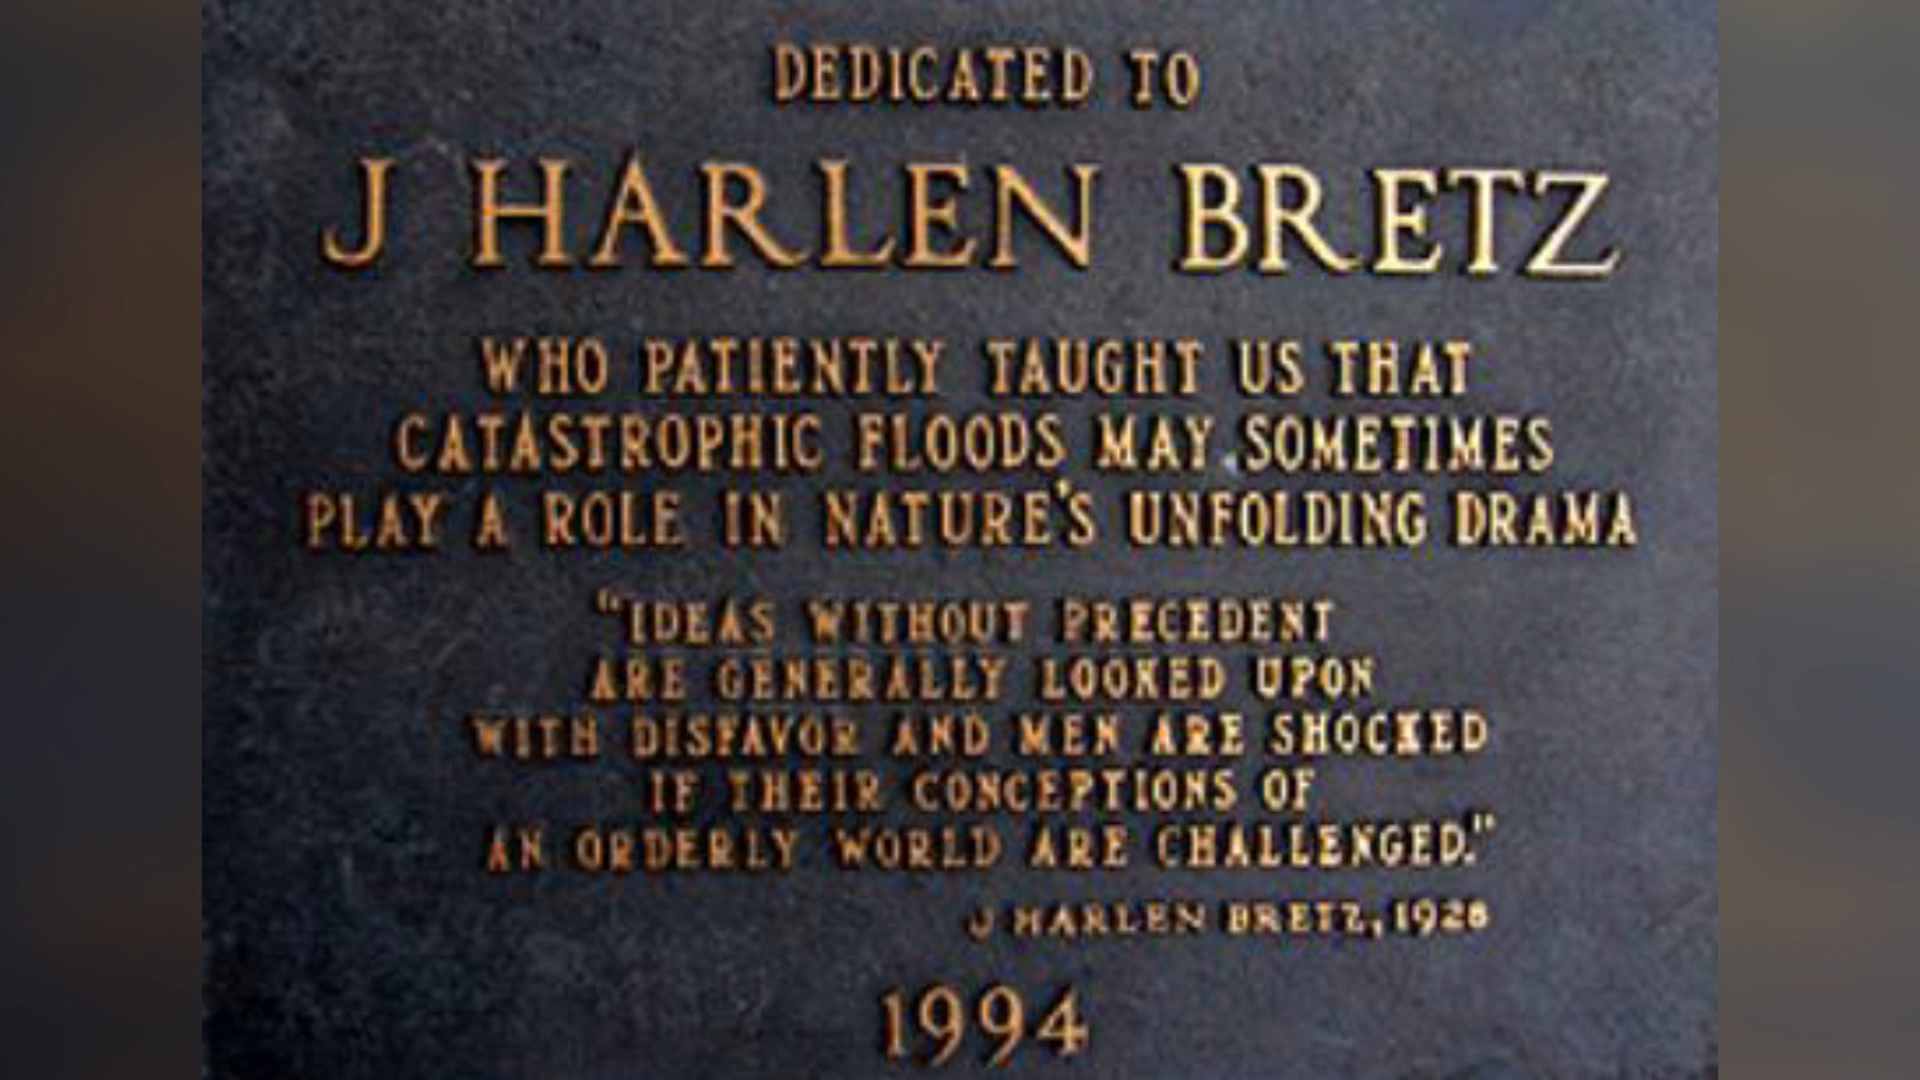 DEDICATED TO
J HARLEN BRETZ
WHO PATIENTLY TAUGHT US THAT
CATASTROPHIC FLOODS MAY SOMETIMES
PLAY A ROLE IN NATURE'S UNFOLDING DRAMA
"IDEAS WITHOUT PRECEDENT
ARE GENERALLY LOOKED UPON
WITH DISFAVOR AND MEN ARE SHOCKED
IF THEIR CONCEPTIONS OF
AN ORDERLY WORLD ARE CHALLENGED."
J HARLEN BRETZ, 1928
1994